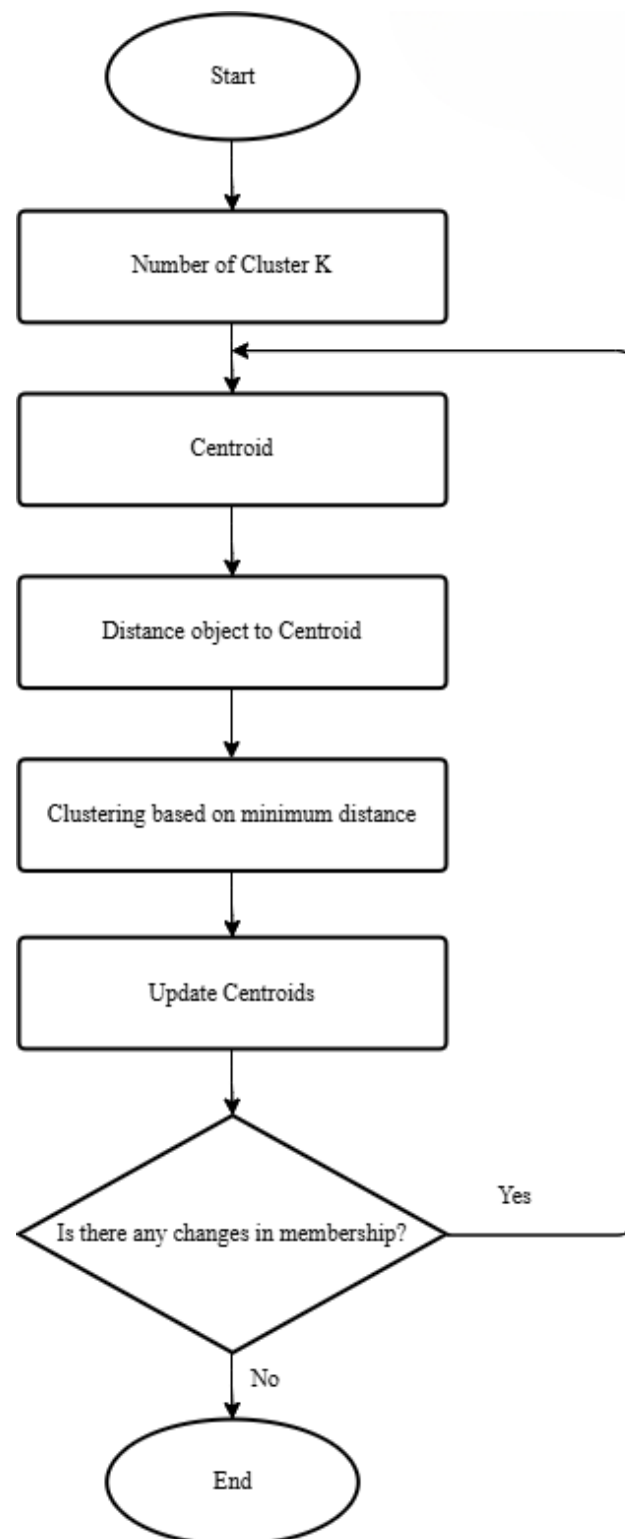 Start
Number of Cluster K
Centroid
Distance object to Centroid
Clustering based on minimum distance
Update Centroids
Is there any changes in membership?
Yes
No
End